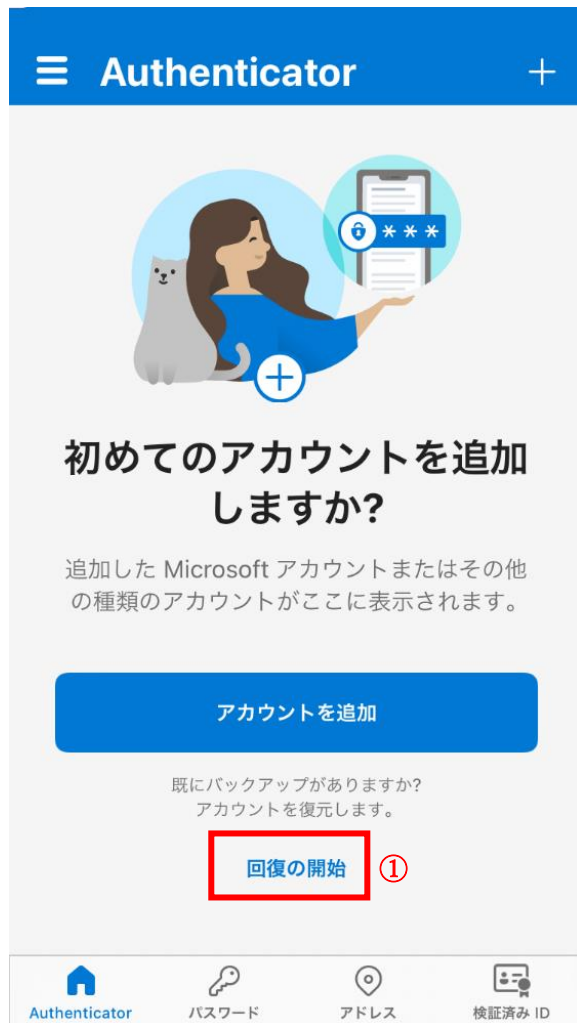 Authenticator
***
初めてのアカウントを追加
しますか?
追加した Microsoft アカウントまたはその他
の種類のアカウントがここに表示されます。
アカウントを追加
既にバックアップがありますか?
アカウントを復元します。
回復の開始 ①
Authenticator パスワード アドレス 検証済み ID